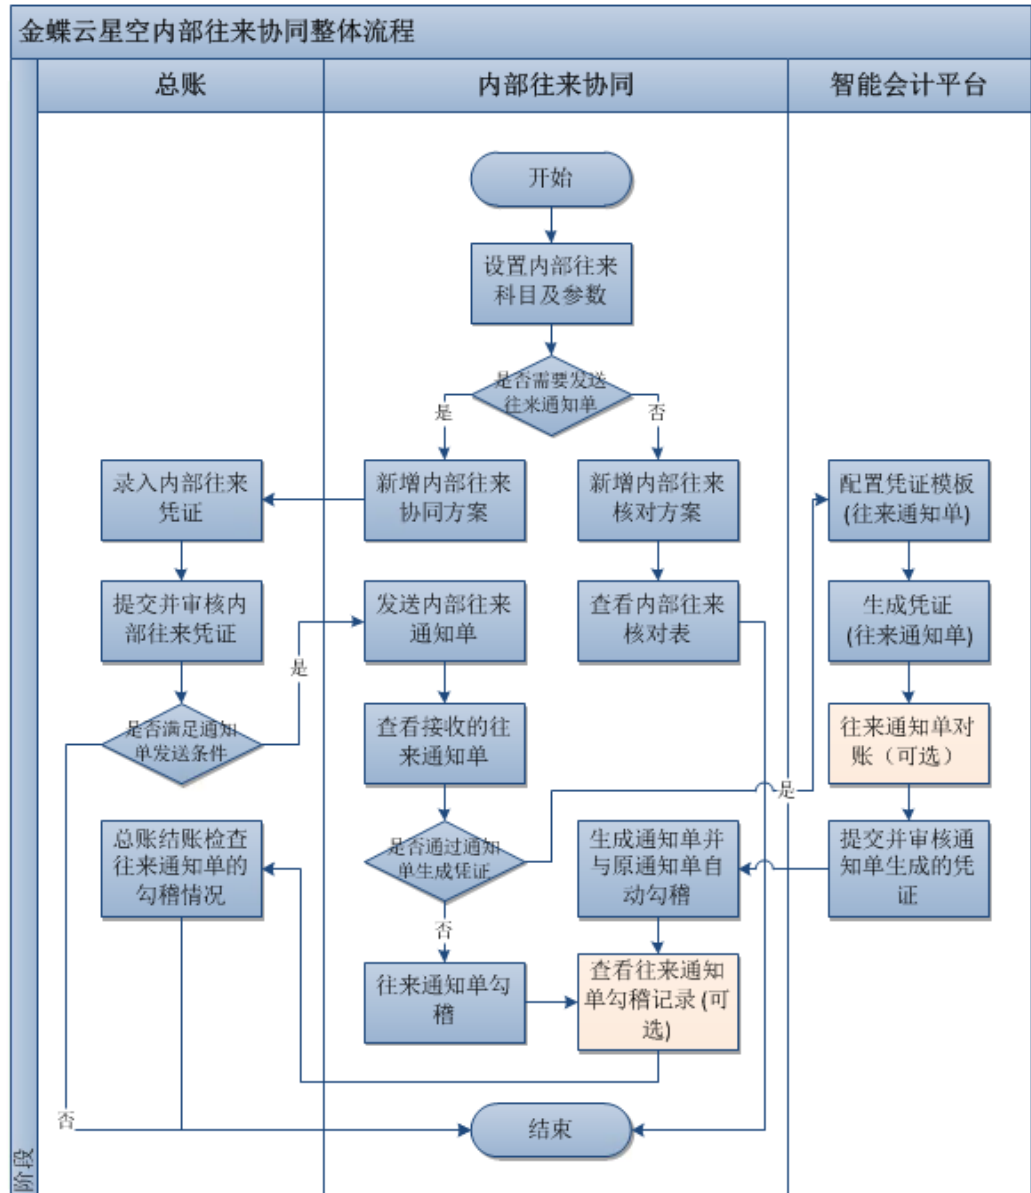 金蝶云星空内部往来协同整体流程
总账
内部往来协同
智能会计平台
开始
设置内部往来
科目及参数
是否需要发送
往来通知单
是
否
录入内部往来
凭证
新增内部往来
协同方案
新增内部往来
核对方案
配置凭证模板
(往来通知单)
提交并审核内
部往来凭证
发送内部往来
通知单
查看内部往来
核对表
生成凭证
(往来通知单)
是
是否满足通知
单发送条件
查看接收的往
来通知单
往来通知单对
账（可选）
是
总账结账检查
往来通知单的
勾稽情况
是否通过通知
单生成凭证
生成通知单并
与原通知单自
动勾稽
提交并审核通
知单生成的凭
证
否
往来通知单勾
稽
查看往来通知
单勾稽记录(可
选)
否
结束
阶段